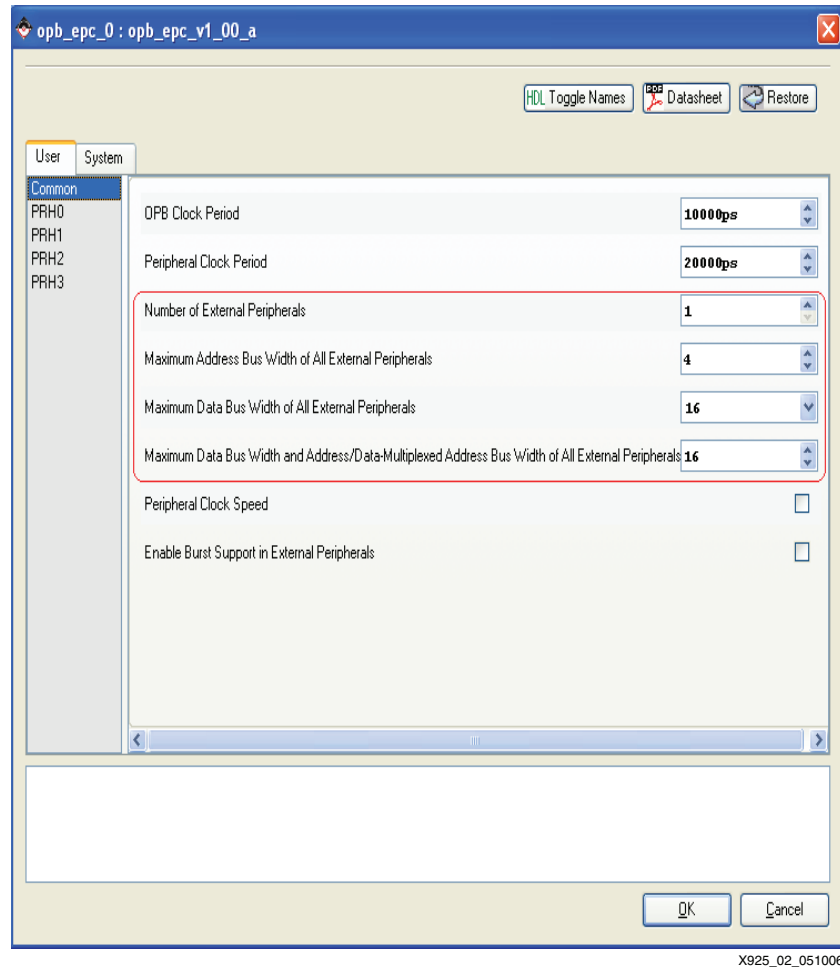 opb_epc_0 : opb_epc_v1_00_a
HDL Toggle Names
PDF Datasheet
Restore
User System
Common
PRH0
PRH1
PRH2
PRH3
OPB Clock Period 10000ps
Peripheral Clock Period 20000ps
Number of External Peripherals 1
Maximum Address Bus Width of All External Peripherals 4
Maximum Data Bus Width of All External Peripherals 16
Maximum Data Bus Width and Address/Data-Multiplexed Address Bus Width of All External Peripherals 16
Peripheral Clock Speed
Enable Burst Support in External Peripherals
OK Cancel
X925_02_051006